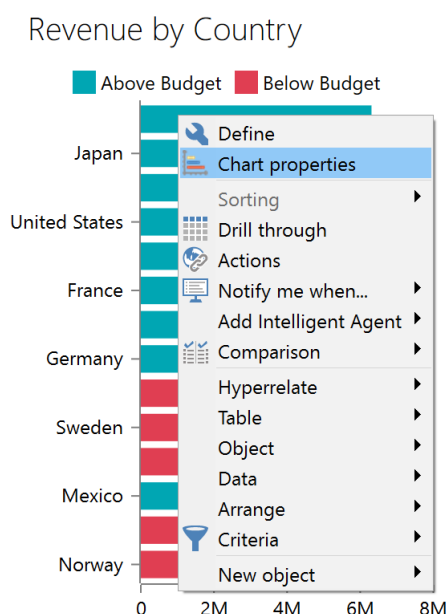 Revenue by Country
Above Budget Below Budget
Japan
United States
France
Germany
Sweden
Mexico
Norway
Define
Chart properties
Sorting
Drill through
Actions
Notify me when...
Add Intelligent Agent
Comparison
Hyperrelate
Table
Object
Data
Arrange
Criteria
New object
0 2M 4M 6M 8M